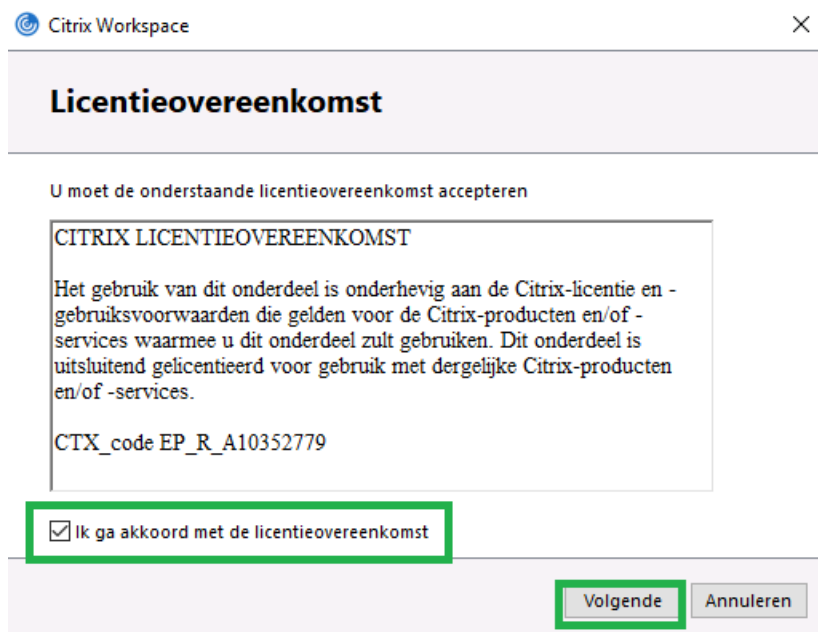 Citrix Workspace
Licentieovereenkomst
U moet de onderstaande licentieovereenkomst accepteren
CITRIX LICENTIEOVEREENKOMST
Het gebruik van dit onderdeel is onderhevig aan de Citrix-licentie en -
gebruiksvoorwaarden die gelden voor de Citrix-producten en/of -
services waarmee u dit onderdeel zult gebruiken. Dit onderdeel is
uitsluitend gelicentieerd voor gebruik met dergelijke Citrix-producten
en/of -services.
CTX_code EP_R_A10352779
Ik ga akkoord met de licentieovereenkomst
Volgende Annuleren